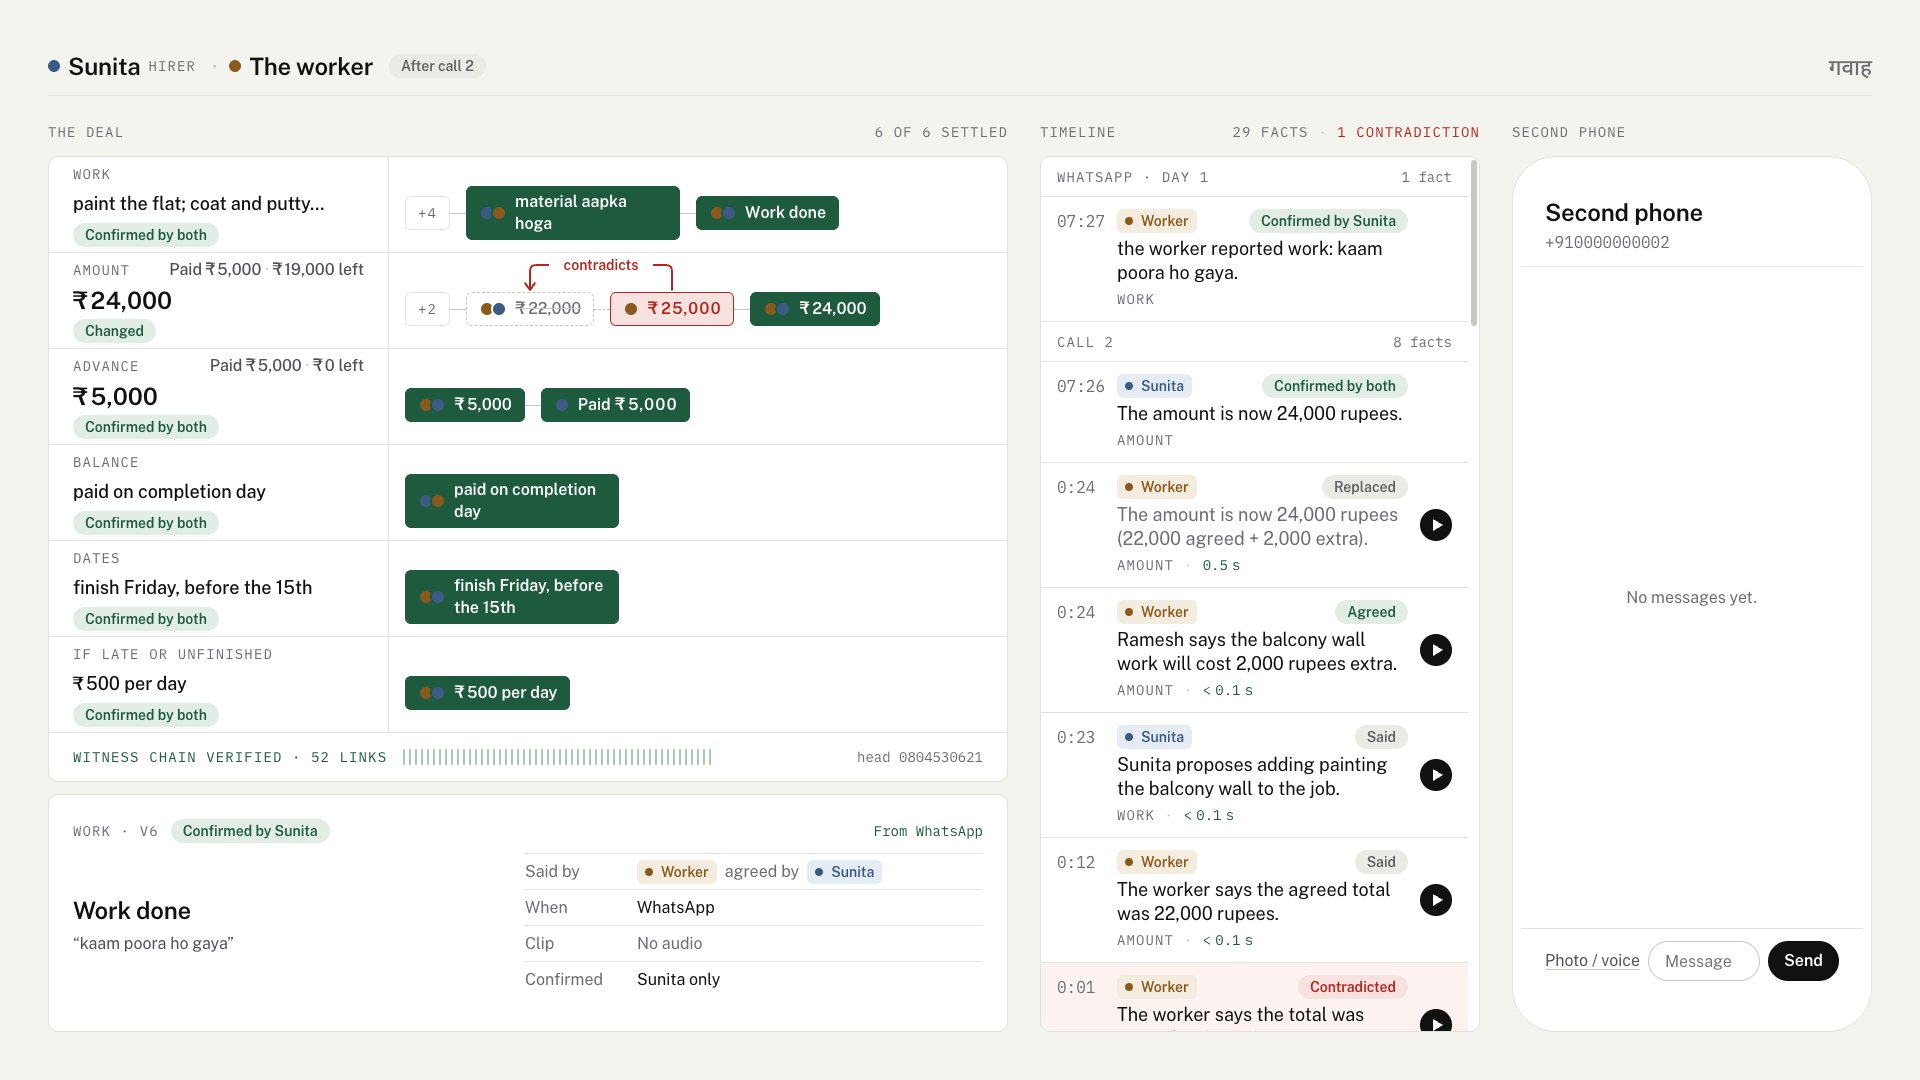 Sunita HIRER · The worker After call 2
गवाह
THE DEAL 6 OF 6 SETTLED
WORK
paint the flat; coat and putty...
Confirmed by both
+4
material aapka
hoga
Work done
AMOUNT Paid ₹5,000 · ₹19,000 left
₹24,000
Changed
contradicts
+2 ₹22,000 ₹25,000 ₹24,000
ADVANCE Paid ₹5,000 · ₹0 left
₹5,000
Confirmed by both
₹5,000 Paid ₹5,000
BALANCE
paid on completion day
Confirmed by both
paid on completion
day
DATES
finish Friday, before the 15th
Confirmed by both
finish Friday, before
the 15th
IF LATE OR UNFINISHED
₹500 per day
Confirmed by both
₹500 per day
WITNESS CHAIN VERIFIED · 52 LINKS head 0804530621
WORK · V6 Confirmed by Sunita From WhatsApp
Work done
“kaam poora ho gaya”
Said by Worker agreed by Sunita
When WhatsApp
Clip No audio
Confirmed Sunita only
TIMELINE 29 FACTS · 1 CONTRADICTION
WHATSAPP · DAY 1 1 fact
07:27 Worker Confirmed by Sunita
the worker reported work: kaam
poora ho gaya.
WORK
CALL 2 8 facts
07:26 Sunita Confirmed by both
The amount is now 24,000 rupees.
AMOUNT
0:24 Worker Replaced
The amount is now 24,000 rupees
(22,000 agreed + 2,000 extra).
AMOUNT · 0.5 s
0:24 Worker Agreed
Ramesh says the balcony wall
work will cost 2,000 rupees extra.
AMOUNT · <0.1 s
0:23 Sunita Said
Sunita proposes adding painting
the balcony wall to the job.
WORK · <0.1 s
0:12 Worker Said
The worker says the agreed total
was 22,000 rupees.
AMOUNT · <0.1 s
0:01 Worker Contradicted
The worker says the total was
SECOND PHONE
Second phone
+910000000002
No messages yet.
Photo / voice Message Send